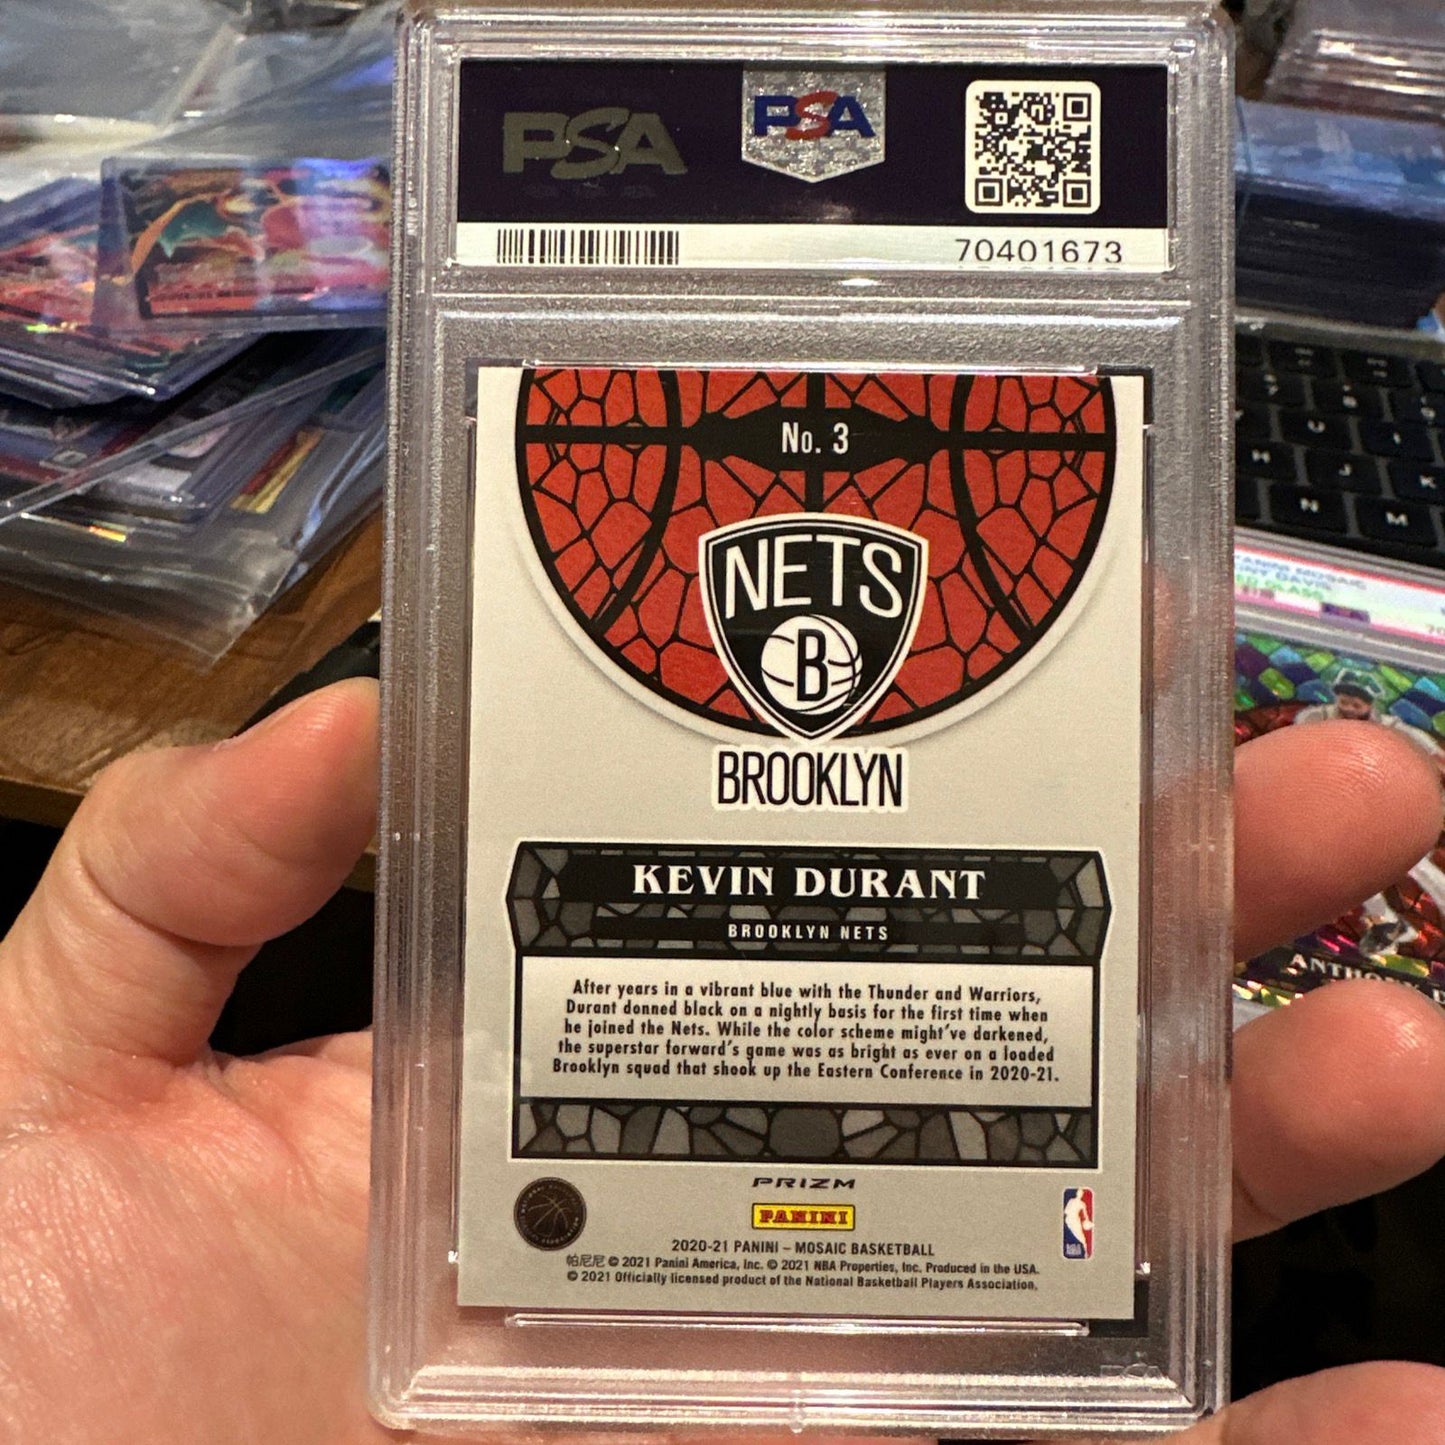 PSA
PSA
70401673
No. 3
NETS
B
BROOKLYN
KEVIN DURANT
BROOKLYN NETS
After years in a vibrant blue with the Thunder and Warriors,
Durant donned black on a nightly basis for the first time when
he joined the Nets. While the color scheme might've darkened,
the superstar forward's game was as bright as ever on a loaded
Brooklyn squad that shook up the Eastern Conference in 2020-21.
PRIZM
PANINI
NBA
2020-21 PANINI – MOSAIC BASKETBALL
帕尼尼 © 2021 Panini America, Inc. © 2021 NBA Properties, Inc. Produced in the USA.
© 2021 Officially licensed product of the National Basketball Players Association.
U I
H J K
N M
MOSAIC
GLASS